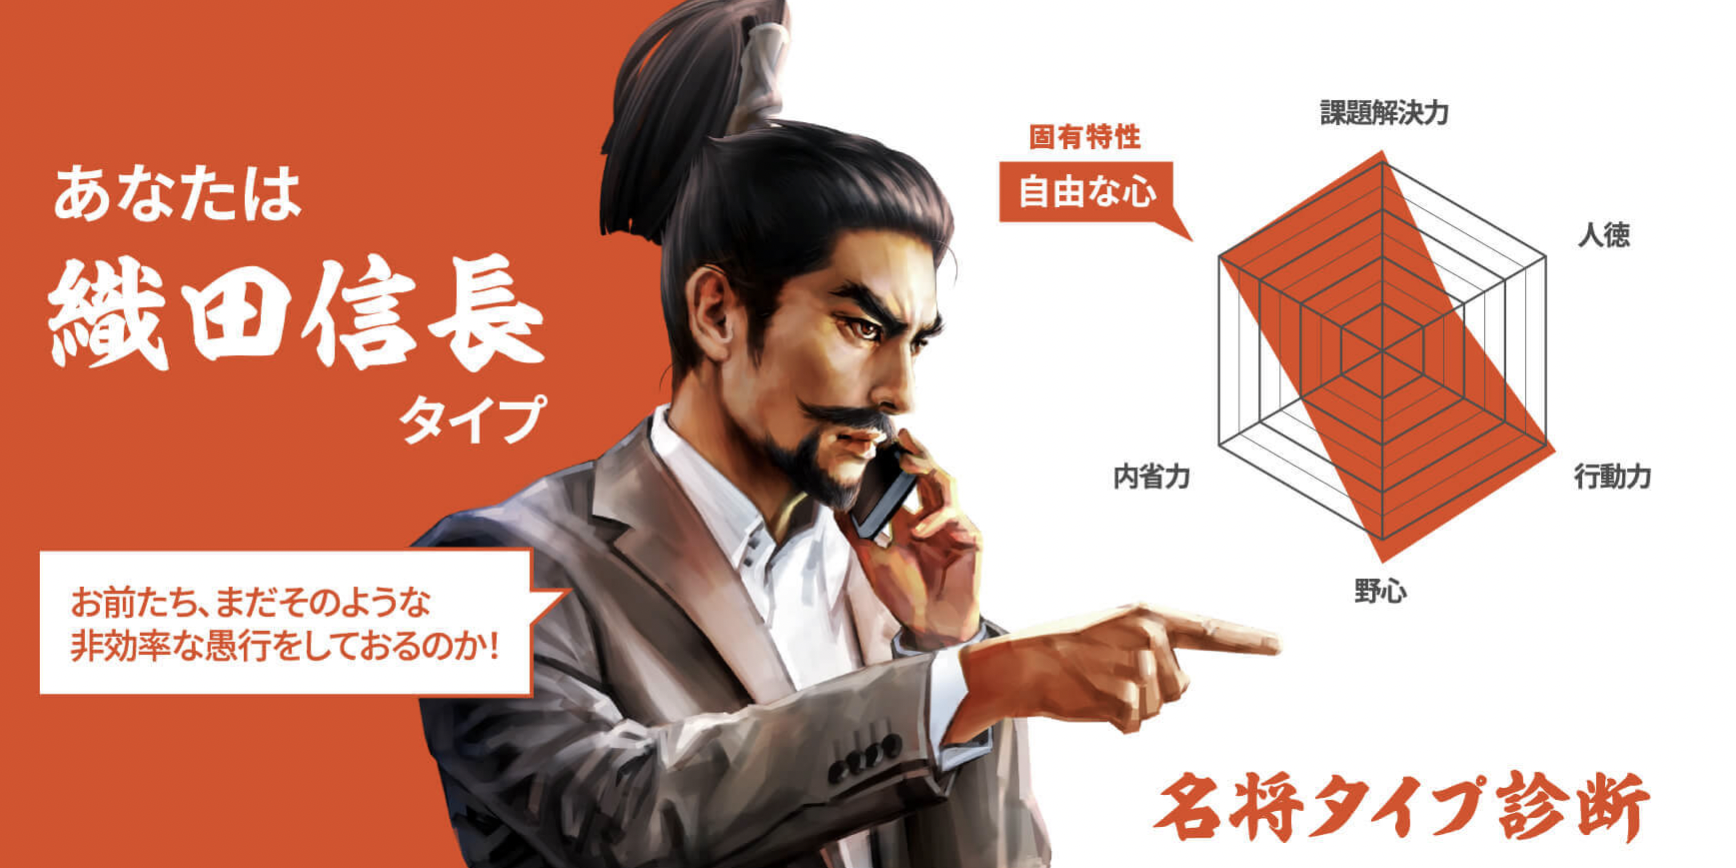 あなたは
織田信長
タイプ
お前たち、まだそのような
非効率な愚行をしておるのか!
固有特性
自由な心
課題解決力
人徳
行動力
野心
内省力
名将タイプ診断